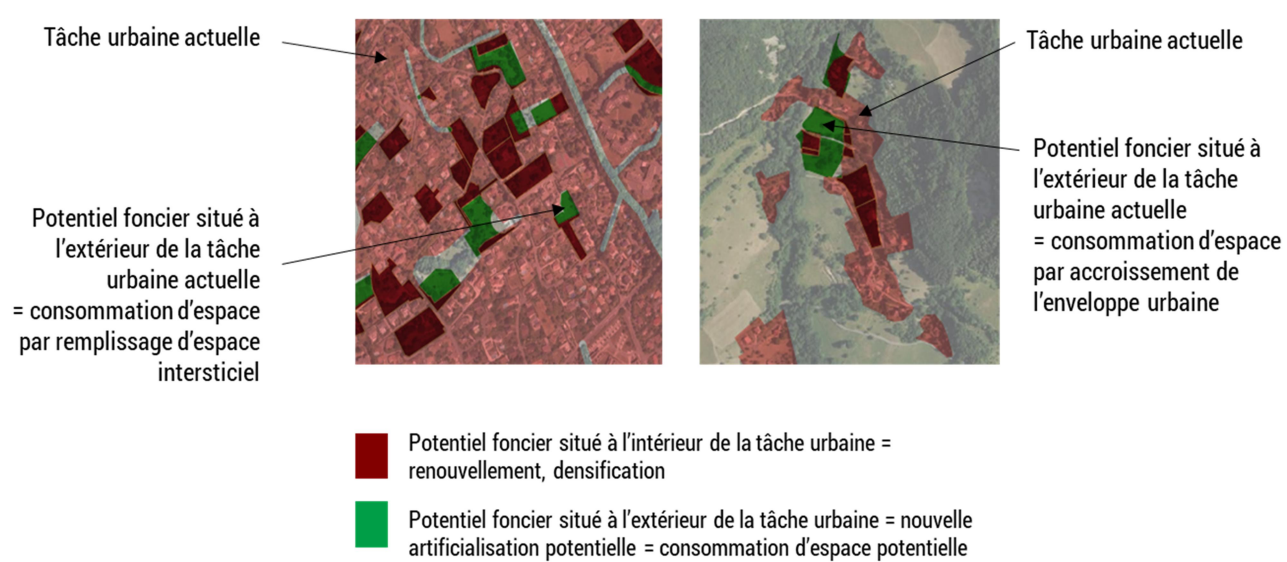 Tâche urbaine actuelle
Potentiel foncier situé à
l'extérieur de la tâche
urbaine actuelle
= consommation d'espace
par remplissage d'espace
intersticiel
Tâche urbaine actuelle
Potentiel foncier situé à
l'extérieur de la tâche
urbaine actuelle
= consommation d'espace
par accroissement de
l'enveloppe urbaine
Potentiel foncier situé à l'intérieur de la tâche urbaine =
renouvellement, densification
Potentiel foncier situé à l'extérieur de la tâche urbaine = nouvelle
artificialisation potentielle = consommation d'espace potentielle